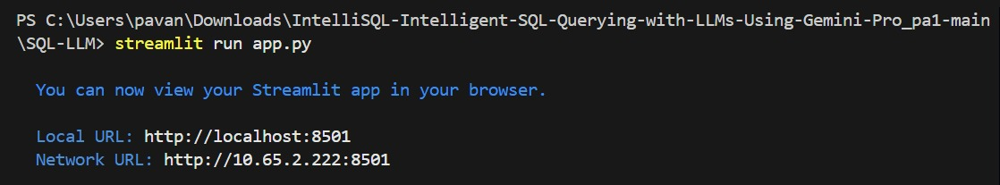 PS C:\Users\pavan\Downloads\IntelliSQL-Intelligent-SQL-Querying-with-LLMs-Using-Gemini-Pro_pa1-main
\SQL-LLM> streamlit run app.py
You can now view your Streamlit app in your browser.
Local URL: http://localhost:8501
Network URL: http://10.65.2.222:8501